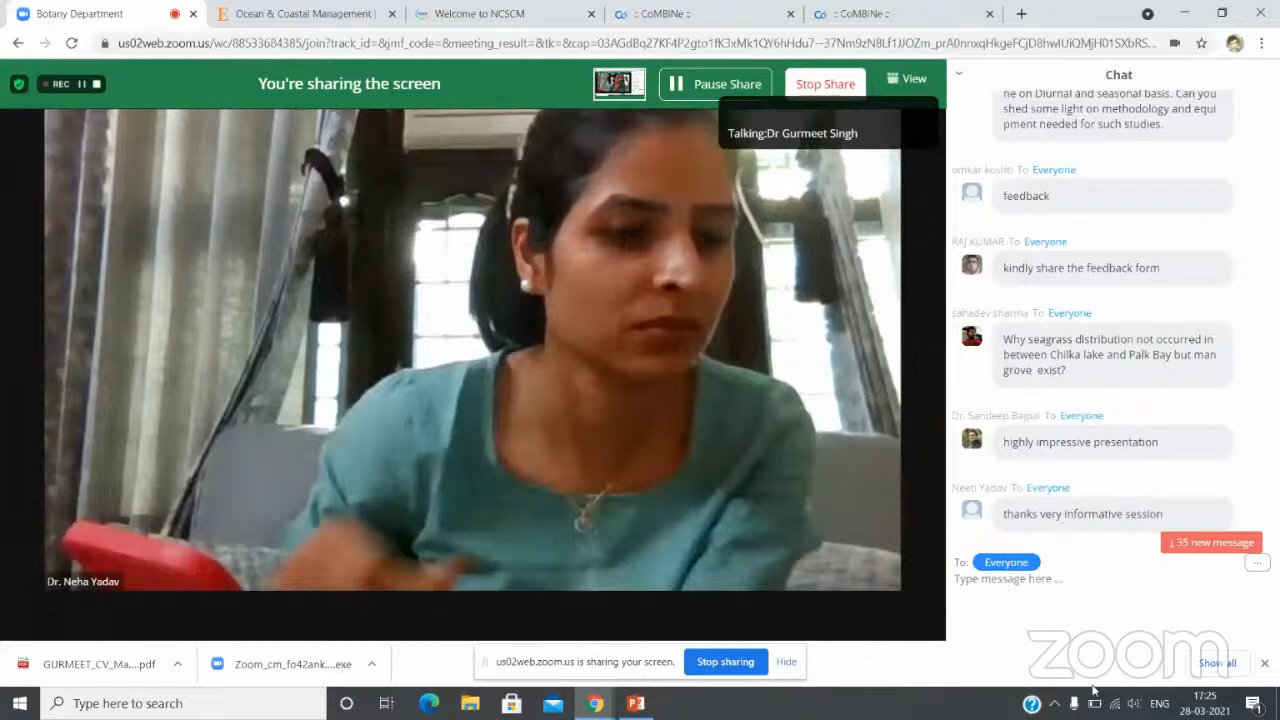 Botany Department
Ocean & Coastal Management |
Welcome to NCSCM
:: CoMBINe ::
:: CoMBINe ::
REC
You're sharing the screen
Pause Share
Stop Share
View
Talking:Dr Gurmeet Singh
Dr. Neha Yadav
Chat
ne on Diurnal and seasonal basis. Can you
shed some light on methodology and equi
pment needed for such studies.
omkar koshti To Everyone
feedback
RAJ KUMAR To Everyone
kindly share the feedback form
sahadev sharma To Everyone
Why seagrass distribution not occurred in
between Chilka lake and Palk Bay but man
grove exist?
Dr. Sandeep Bajpai To Everyone
highly impressive presentation
Neeti Yadav To Everyone
thanks very informative session
↓35 new message
To: Everyone
Type message here ...
zoom
GURMEET_CV_Ma....pdf
Zoom_cm_fo42ank....exe
us02web.zoom.us is sharing your screen.
Stop sharing
Hide
Show all
Type here to search
ENG
17:25
28-03-2021